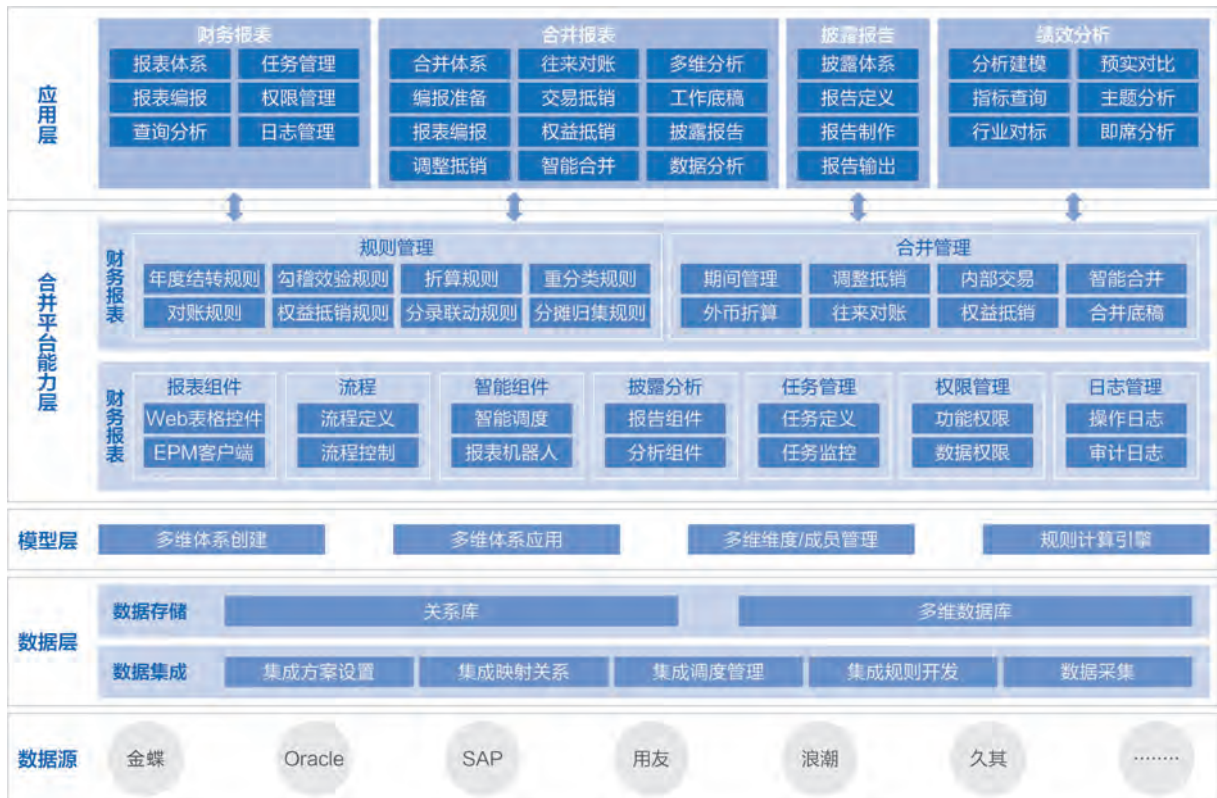 应用层
财务报表
报表体系 任务管理
报表编报 权限管理
查询分析 日志管理
合并报表
合并体系 往来对账 多维分析
编报准备 交易抵销 工作底稿
报表编报 权益抵销 披露报告
调整抵销 智能合并 数据分析
披露报告
披露体系
报告定义
报告制作
报告输出
绩效分析
分析建模 预实对比
指标查询 主题分析
行业对标 即席分析
合并平台能力层
财务报表
规则管理
年度结转规则 勾稽效验规则 折算规则 重分类规则
对账规则 权益抵销规则 分录联动规则 分摊归集规则
合并管理
期间管理 调整抵销 内部交易 智能合并
外币折算 往来对账 权益抵销 合并底稿
财务报表
报表组件
Web表格控件
EPM客户端
流程
流程定义
流程控制
智能组件
智能调度
报表机器人
披露分析
报告组件
分析组件
任务管理
任务定义
任务监控
权限管理
功能权限
数据权限
日志管理
操作日志
审计日志
模型层
多维体系创建 多维体系应用 多维维度/成员管理 规则计算引擎
数据层
数据存储 关系库 多维数据库
数据集成 集成方案设置 集成映射关系 集成调度管理 集成规则开发 数据采集
数据源 金蝶 Oracle SAP 用友 浪潮 久其 ········